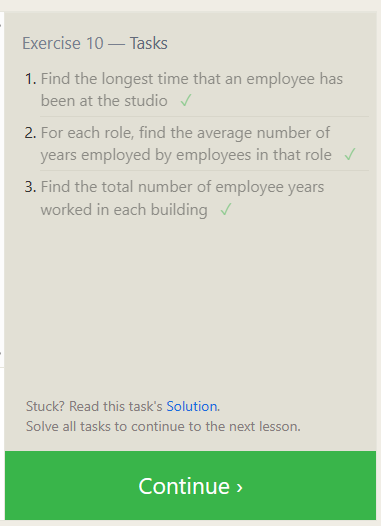 Exercise 10 — Tasks
1. Find the longest time that an employee has
been at the studio ✓
2. For each role, find the average number of
years employed by employees in that role ✓
3. Find the total number of employee years
worked in each building ✓
Stuck? Read this task's Solution.
Solve all tasks to continue to the next lesson.
Continue ›